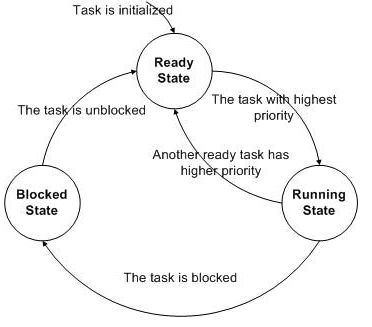 Task is initialized
Ready
State
The task is unblocked
The task with highest
priority
Another ready task has
higher priority
Blocked
State
Running
State
The task is blocked